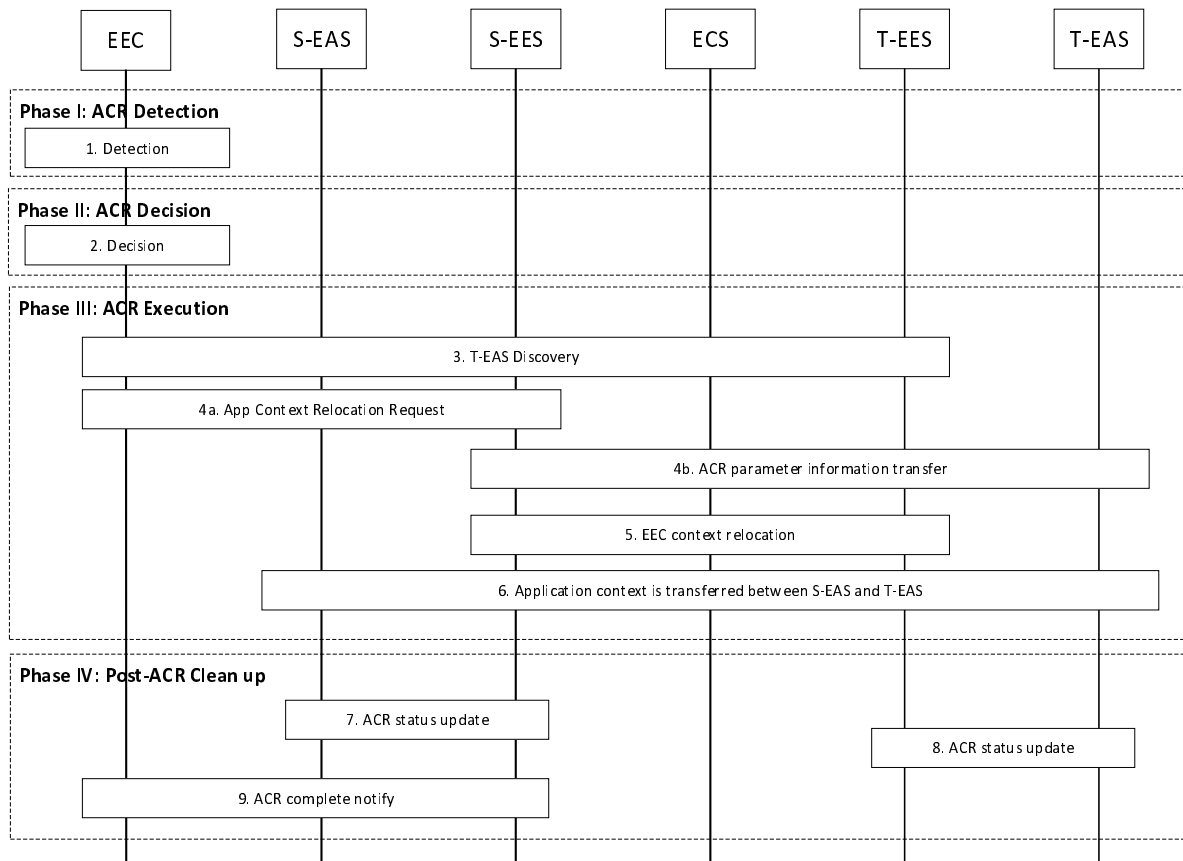 EEC
S-EAS
S-EES
ECS
T-EES
T-EAS
Phase I: ACR Detection
1. Detection
Phase II: ACR Decision
2. Decision
Phase III: ACR Execution
3. T-EAS Discovery
4a. App Context Relocation Request
4b. ACR parameter information transfer
5. EEC context relocation
6. Application context is transferred between S-EAS and T-EAS
Phase IV: Post-ACR Clean up
7. ACR status update
8. ACR status update
9. ACR complete notify